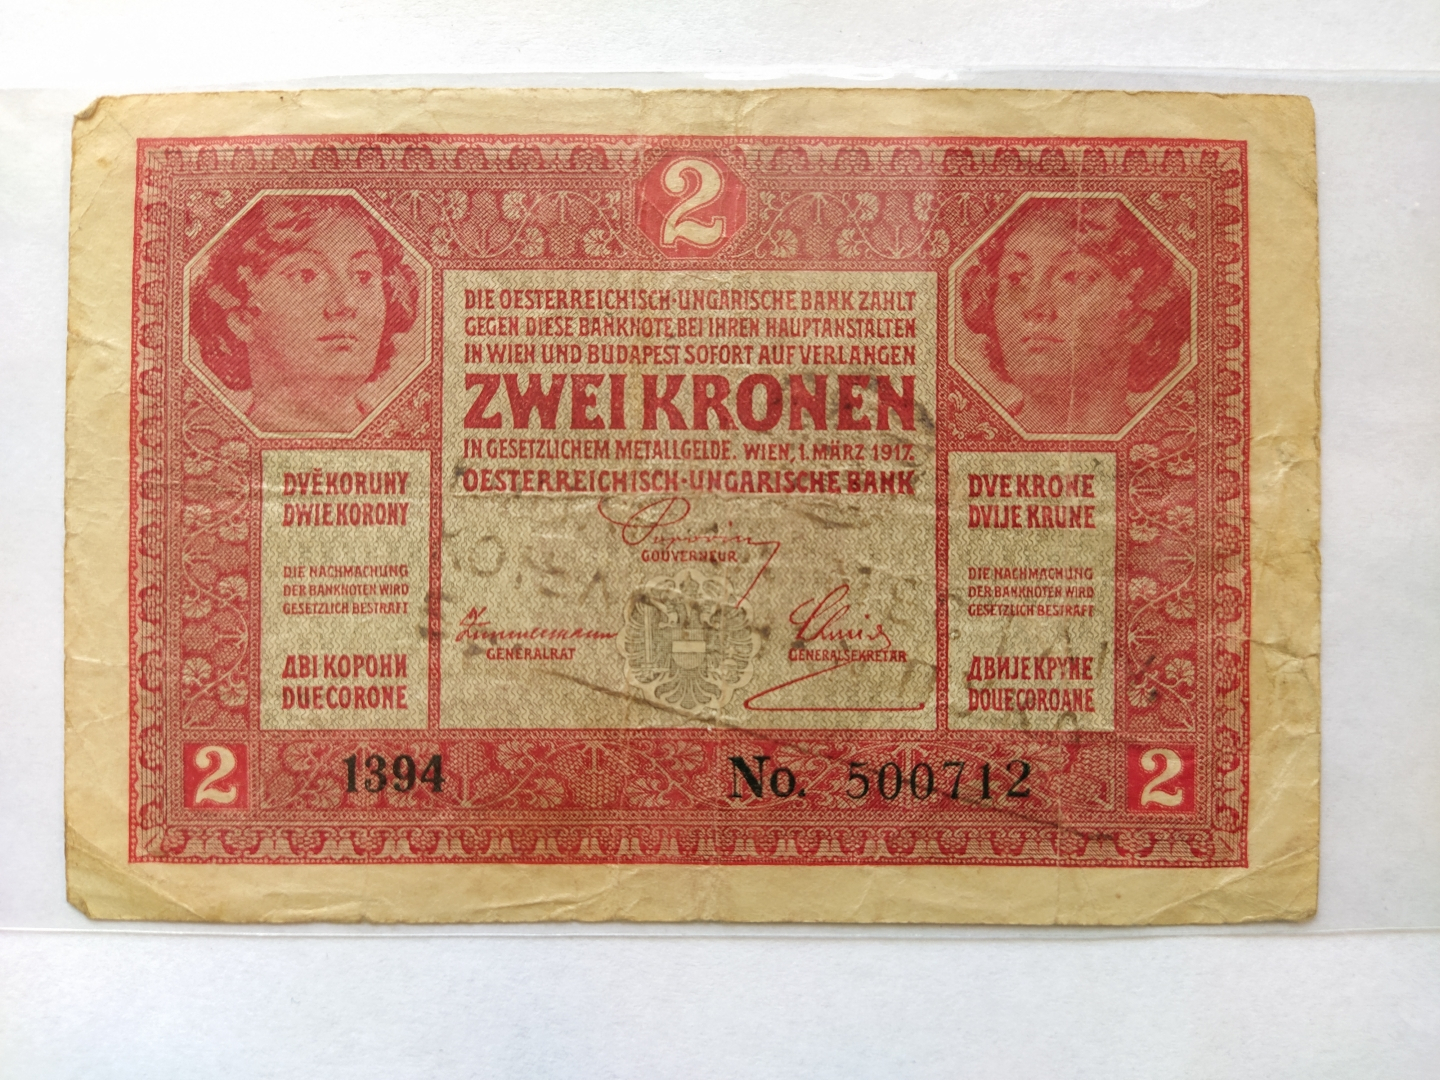 2
DIE OESTERREICHISCH-UNGARISCHE BANK ZAHLT
GEGEN DIESE BANKNOTE BEI IHREN HAUPTANSTALTEN
IN WIEN UND BUDAPEST SOFORT AUF VERLANGEN
ZWEI KRONEN
IN GESETZLICHEM METALLGELDE. WIEN, 1. MÄRZ 1917.
OESTERREICHISCH-UNGARISCHE BANK
DVĚ KORUNY
DWIE KORONY
DIE NACHMACHUNG
DER BANKNOTEN WIRD
GESETZLICH BESTRAFT
ДВІ КОРОНИ
DUE CORONE
GOUVERNEUR
Zimmermann
GENERALRAT
Schmid
GENERALSEKRETÄR
DVE KRONE
DVIJE KRUNE
DIE NACHMACHUNG
DER BANKNOTEN WIRD
GESETZLICH BESTRAFT
ДВИЈЕ КРУНЕ
DOUE COROANE
2
1394
No. 500712
2